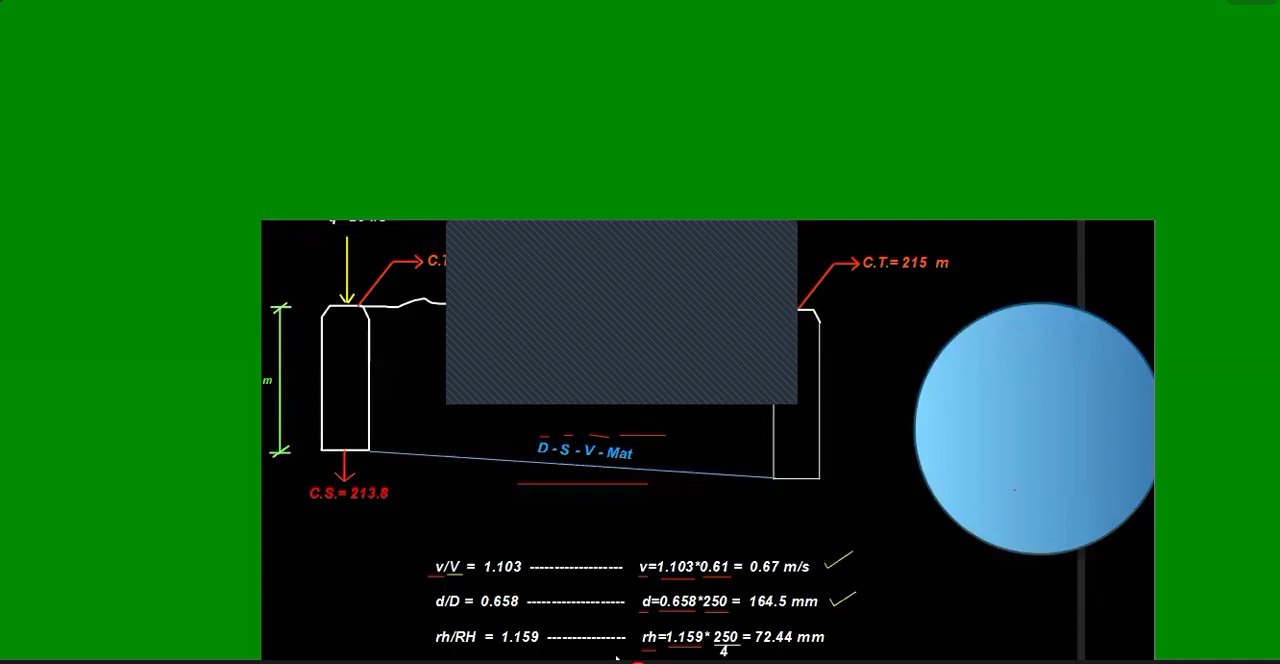 C.T.= 215 m
m
D - S - V - Mat
C.S.= 213.8
v/V = 1.103 ------------------- v=1.103*0.61 = 0.67 m/s
d/D = 0.658 -------------------- d=0.658*250 = 164.5 mm
rh/RH = 1.159 ---------------- rh=1.159* 250/4 = 72.44 mm